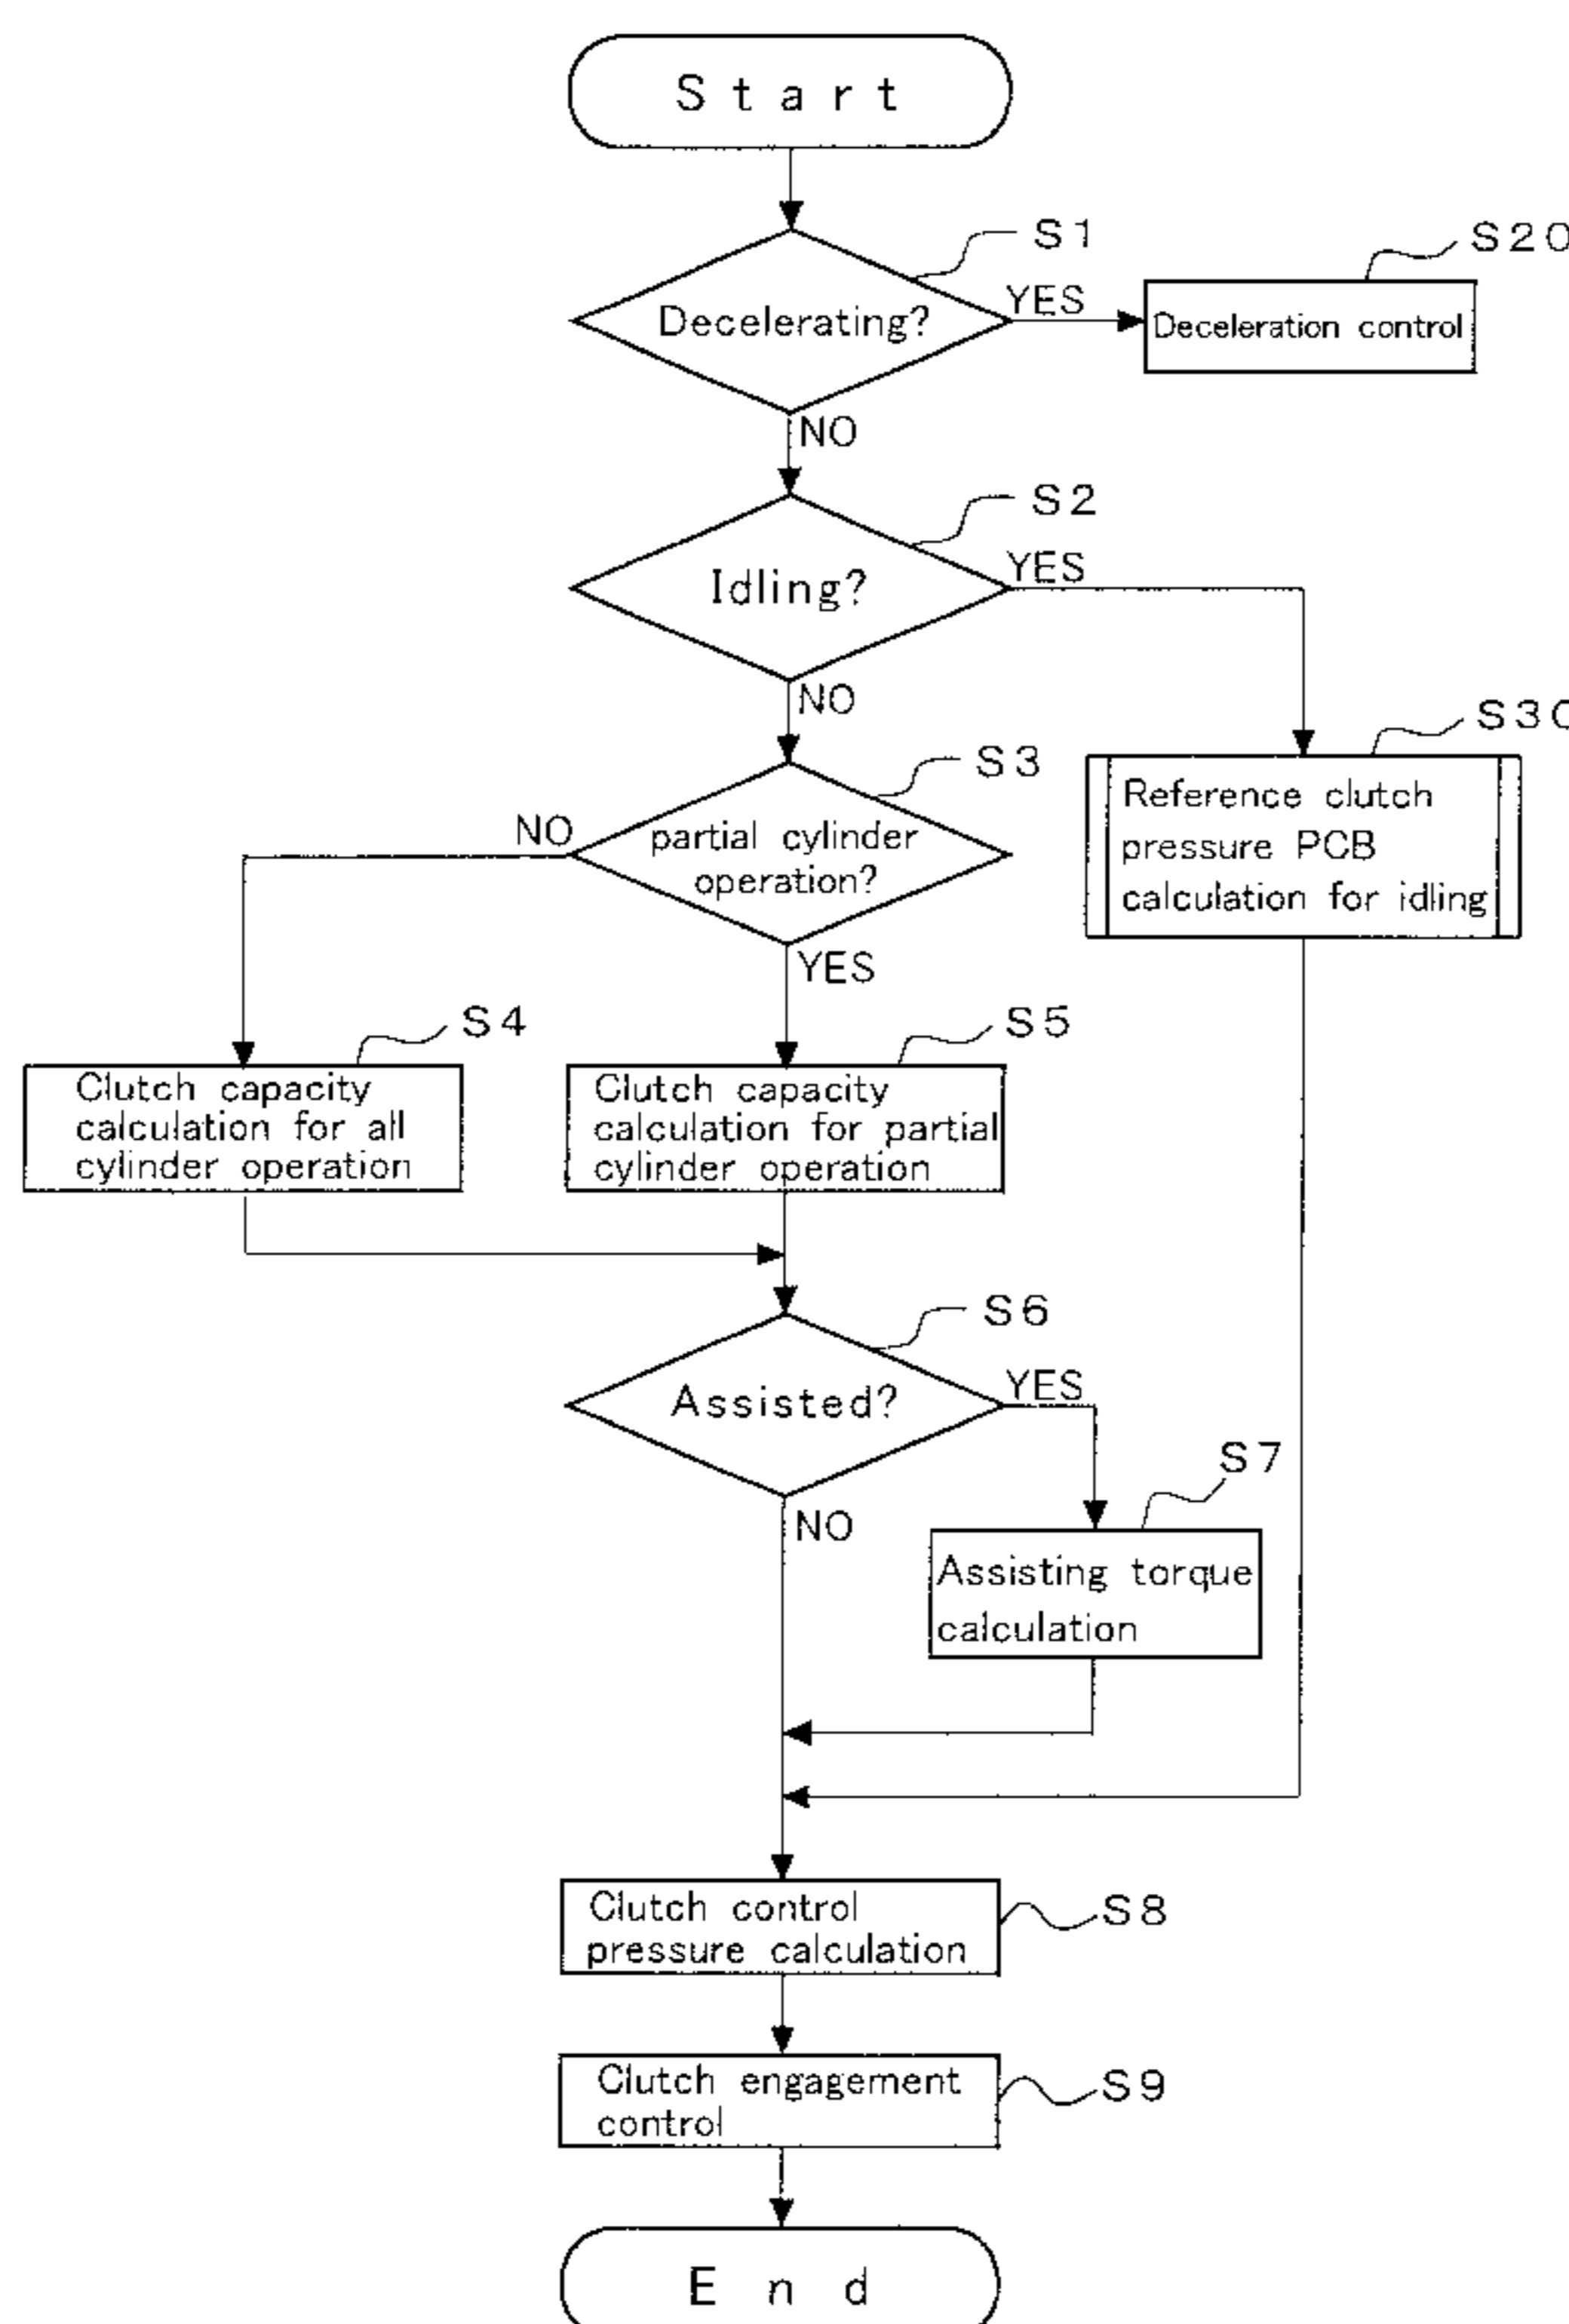 Start
S1
Decelerating?
YES
S20
Deceleration control
NO
S2
Idling?
YES
NO
S30
Reference clutch
pressure PCB
calculation for idling
S3
partial cylinder
operation?
NO
YES
S4
Clutch capacity
calculation for all
cylinder operation
S5
Clutch capacity
calculation for partial
cylinder operation
S6
Assisted?
YES
NO
S7
Assisting torque
calculation
Clutch control
pressure calculation
S8
Clutch engagement
control
S9
End